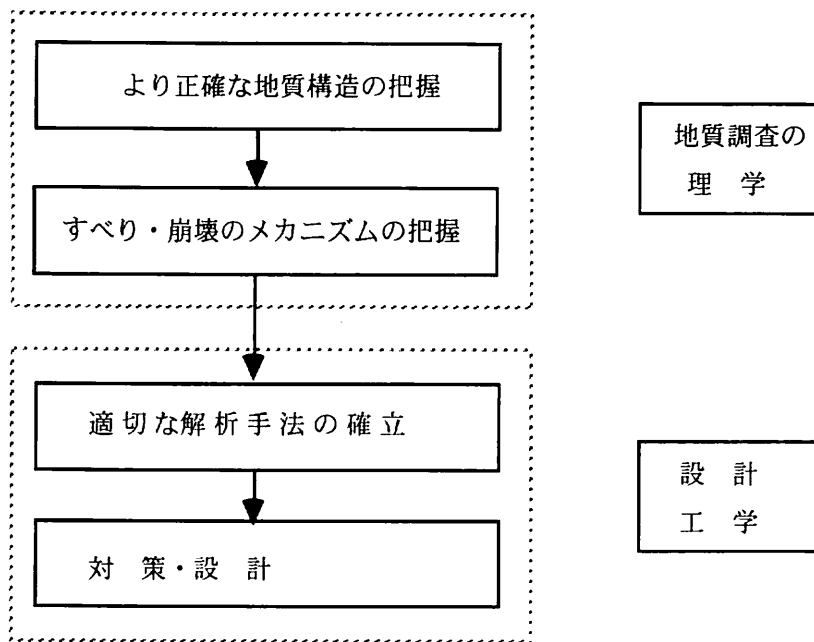 より正確な地質構造の把握
地質調査の
理 学
すべり・崩壊のメカニズムの把握
適切な解析手法の確立
設 計
工 学
対 策・設 計